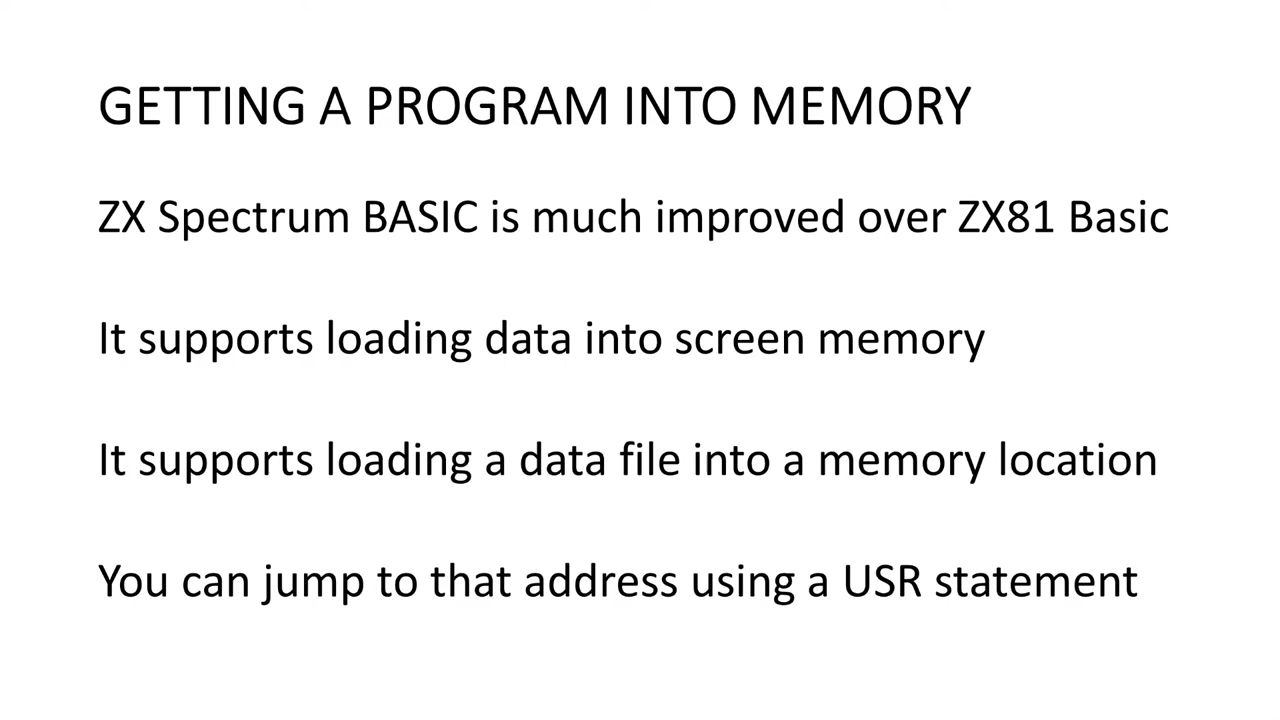 GETTING A PROGRAM INTO MEMORY
ZX Spectrum BASIC is much improved over ZX81 Basic
It supports loading data into screen memory
It supports loading a data file into a memory location
You can jump to that address using a USR statement